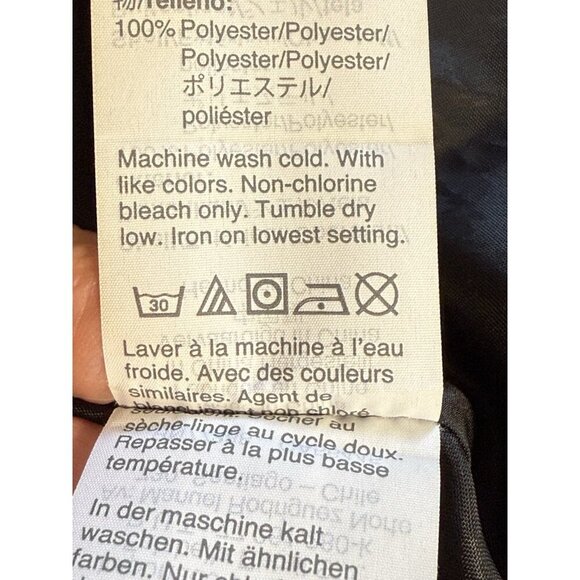 物/relleno:
100% Polyester/Polyester/
Polyester/Polyester/
ポリエステル/
poliéster
Machine wash cold. With
like colors. Non-chlorine
bleach only. Tumble dry
low. Iron on lowest setting.
30
Laver à la machine à l'eau
froide. Avec des couleurs
similaires. Agent de
sèche-linge au cycle doux.
Repasser à la plus basse
température.
In der maschine kalt
waschen. Mit ähnlichen
farben. Nur